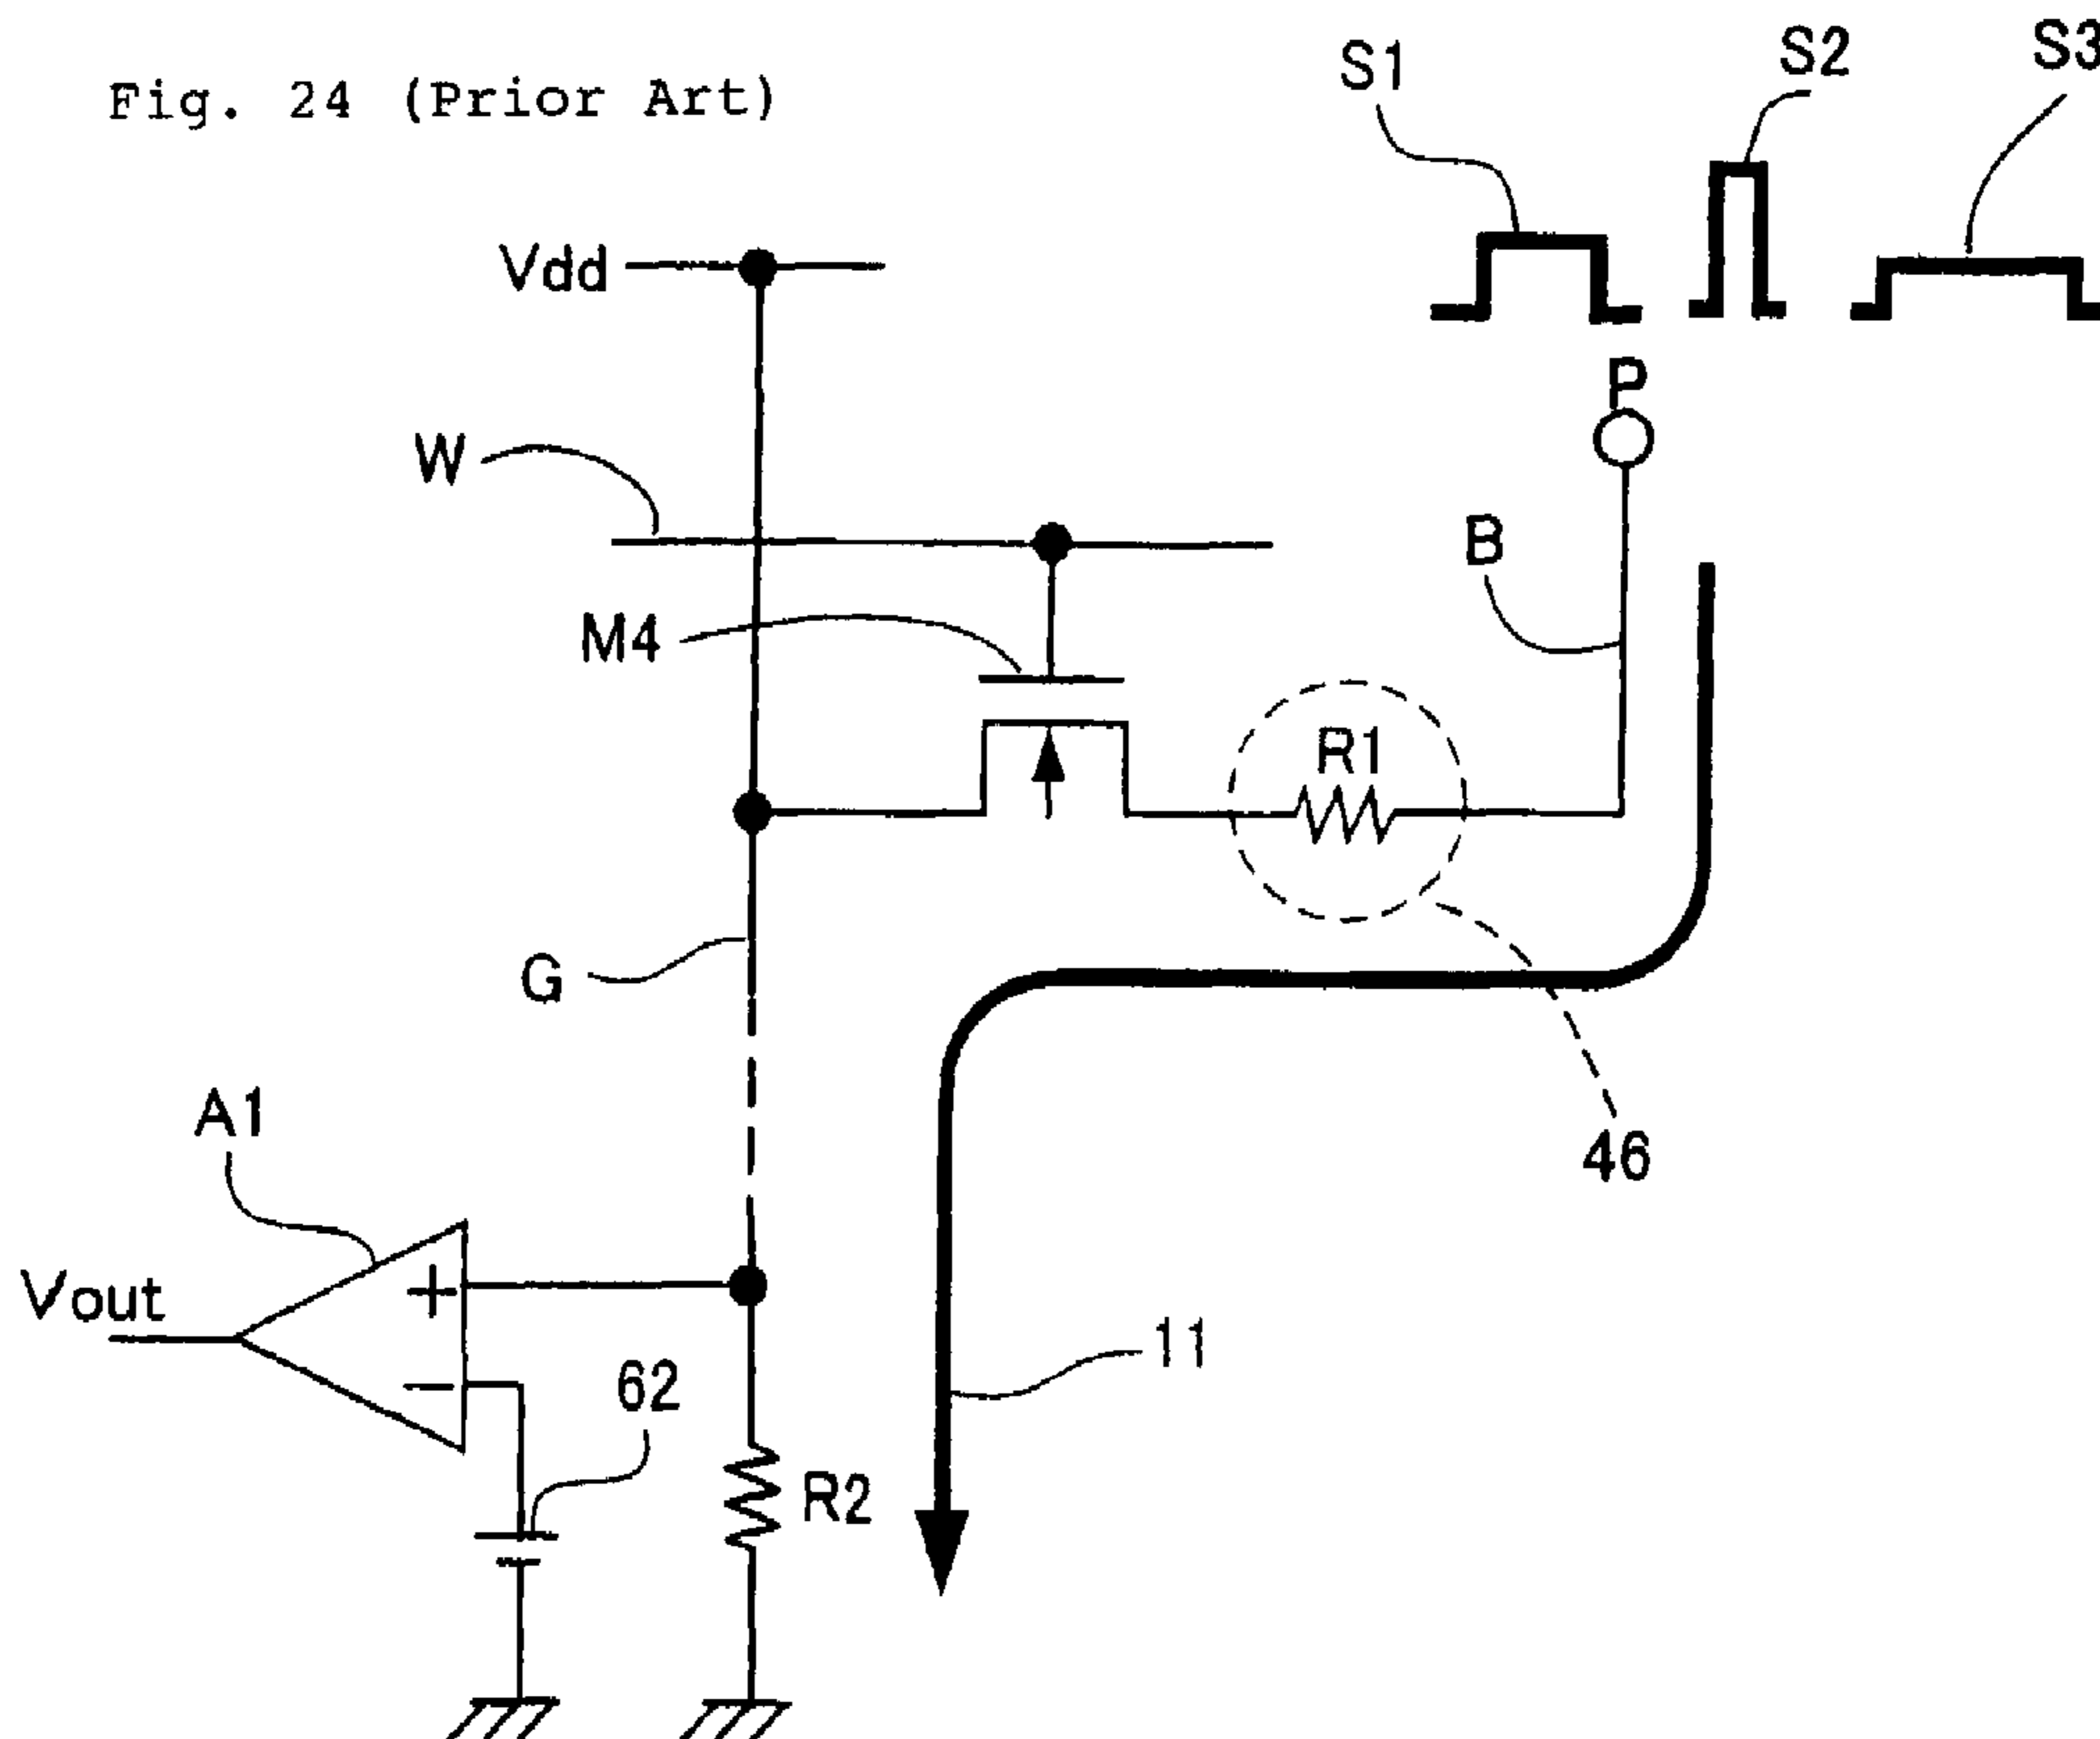 Fig. 24 (Prior Art)
S1
S2
S3
Vdd
P
W
B
M4
R1
G
A1
46
Vout
11
62
R2